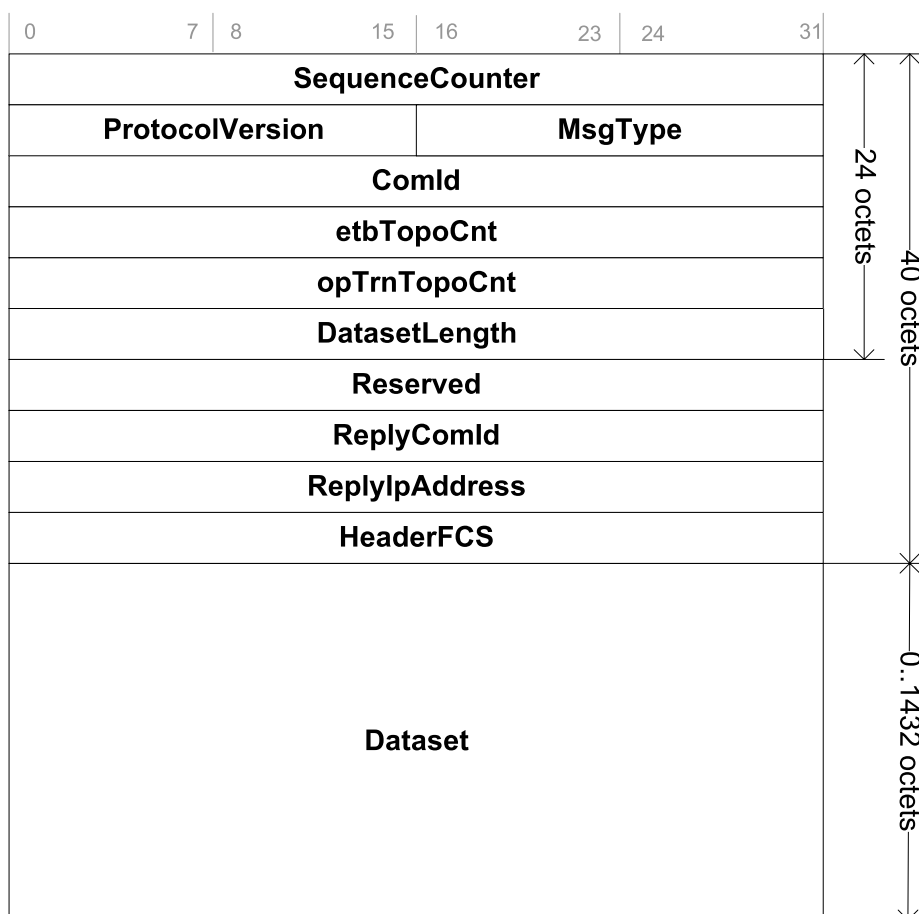 0 7 8 15 16 23 24 31
SequenceCounter
ProtocolVersion MsgType
ComId
etbTopoCnt
opTrnTopoCnt
DatasetLength
Reserved
ReplyComId
ReplyIpAddress
HeaderFCS
Dataset
24 octets
40 octets
0..1432 octets